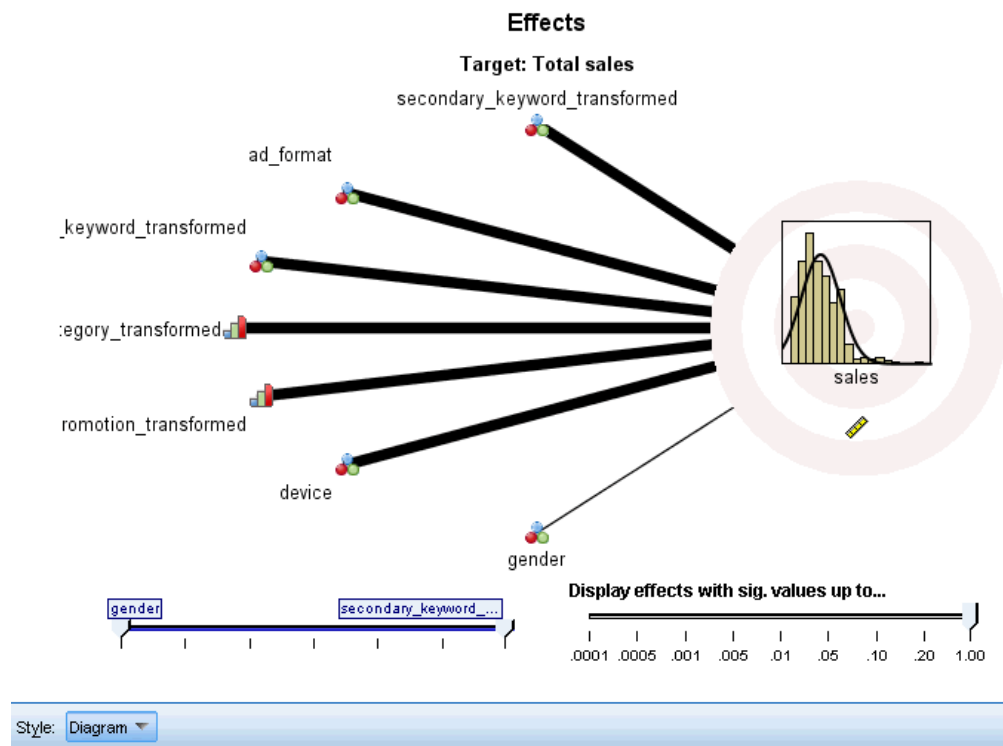 Effects
Target: Total sales
secondary_keyword_transformed
ad_format
_keyword_transformed
tegory_transformed
romotion_transformed
device
gender
sales
gender
secondary_keyword_...
Display effects with sig. values up to...
.0001 .0005 .001 .005 .01 .05 .10 .20 1.00
Style: Diagram